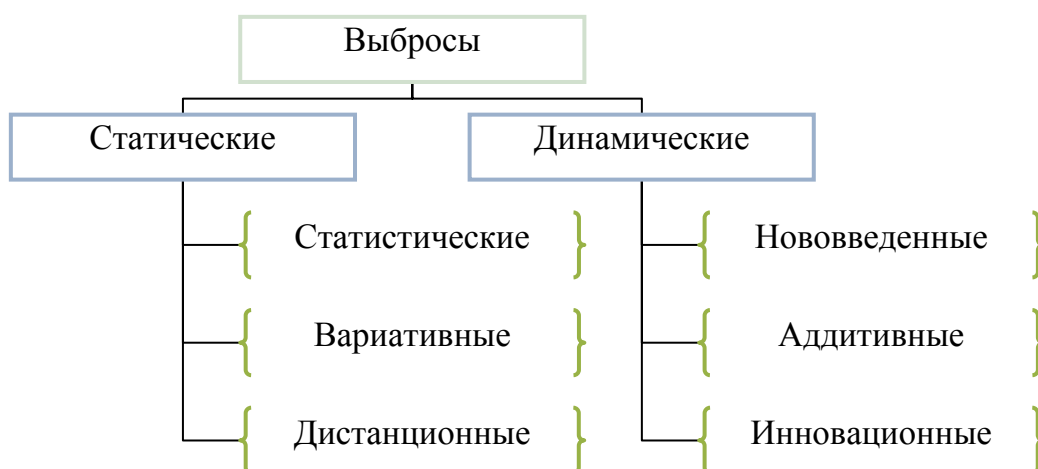 Выбросы
Статические
Динамические
Статистические
Нововведенные
Вариативные
Аддитивные
Дистанционные
Инновационные